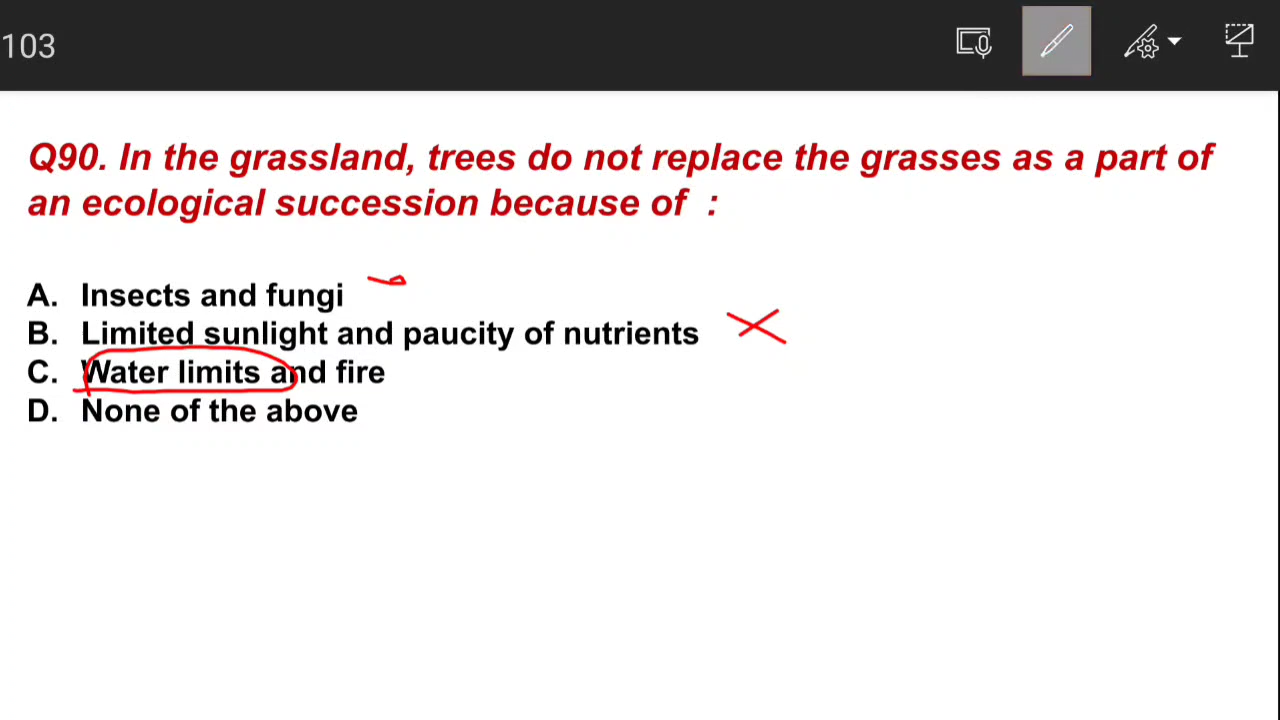 103
Q90. In the grassland, trees do not replace the grasses as a part of
an ecological succession because of :
A. Insects and fungi
B. Limited sunlight and paucity of nutrients
C. Water limits and fire
D. None of the above